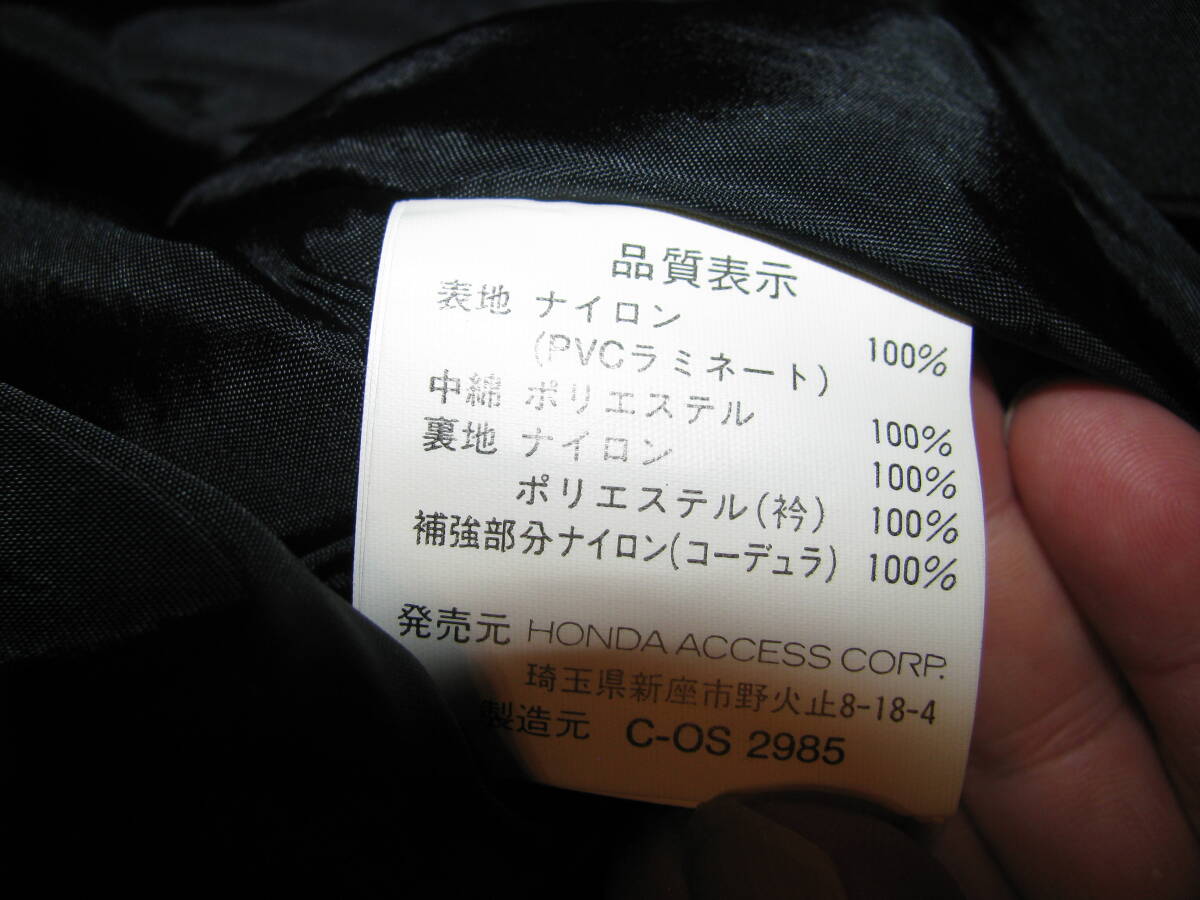 品質表示
表地 ナイロン 100%
(PVCラミネート)
中綿 ポリエステル 100%
裏地 ナイロン 100%
ポリエステル(衿) 100%
補強部分ナイロン(コーデュラ) 100%
発売元 HONDA ACCESS CORP.
埼玉県新座市野火止8-18-4
製造元 C-OS 2985